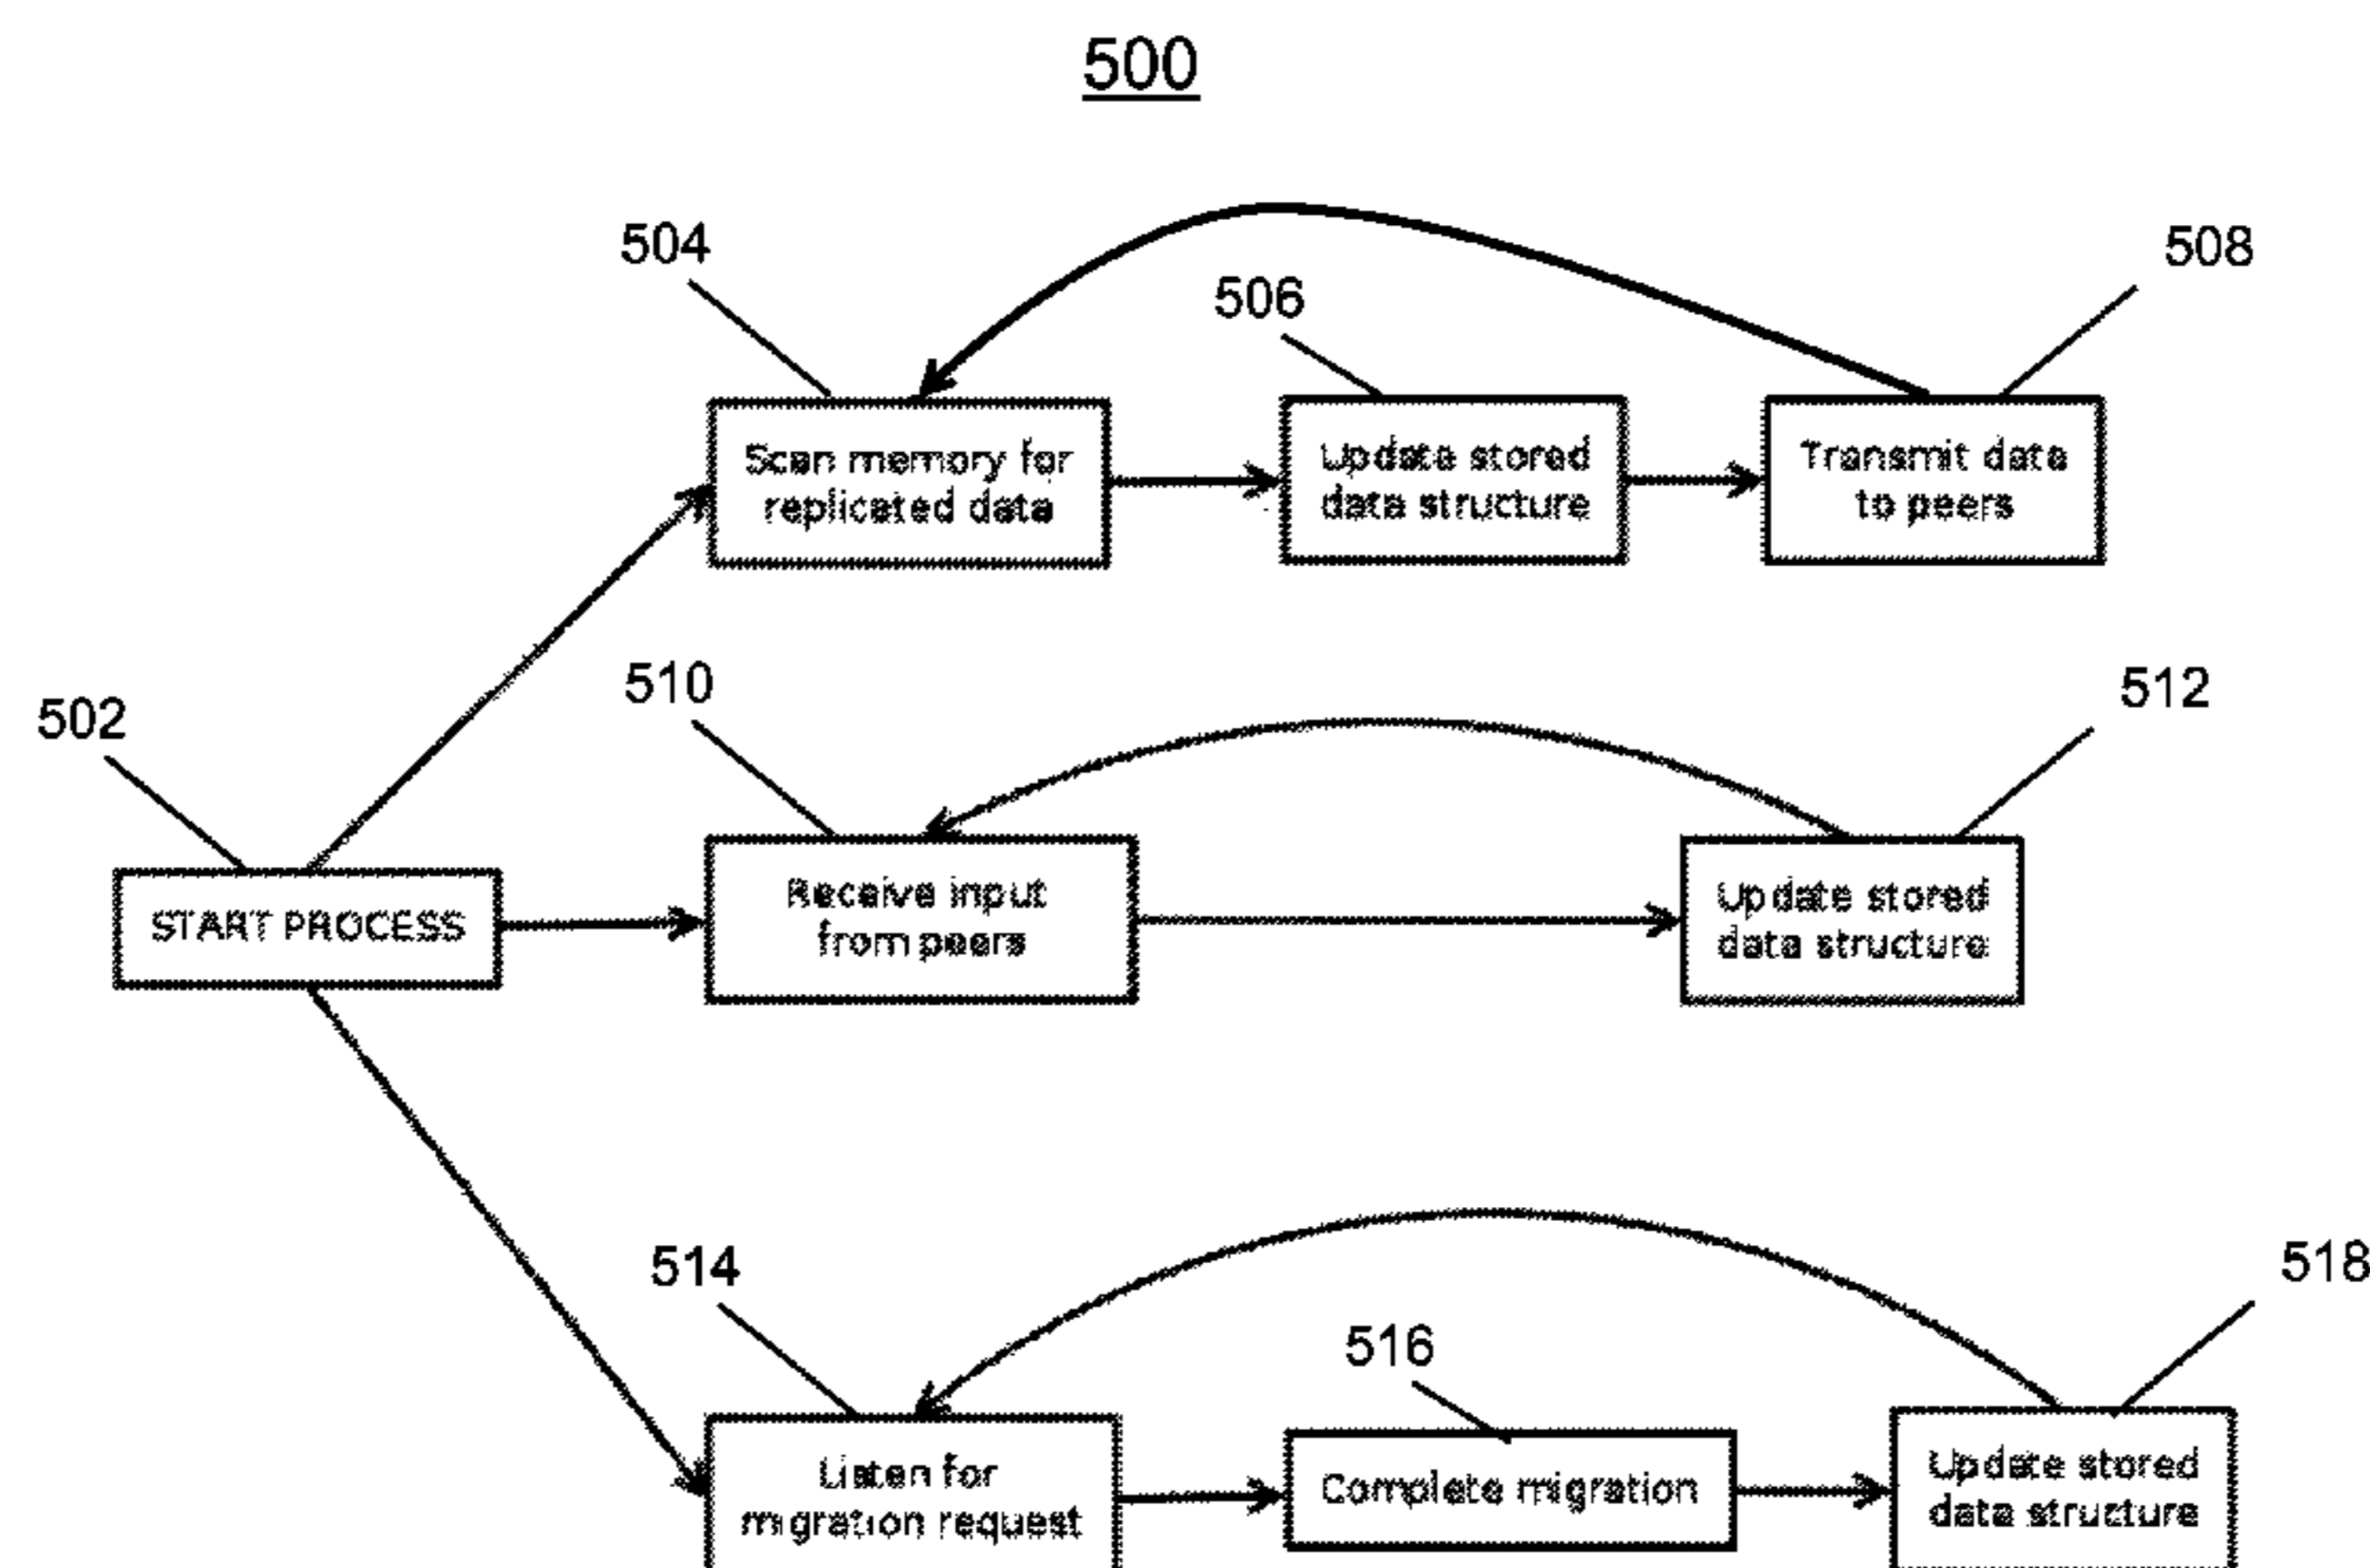 500
504
506
508
Scan memory for
replicated data
Update stored
data structure
Transmit data
to peers
502
510
512
START PROCESS
Receive input
from peers
Update stored
data structure
514
516
518
Listen for
migration request
Complete migration
Update stored
data structure